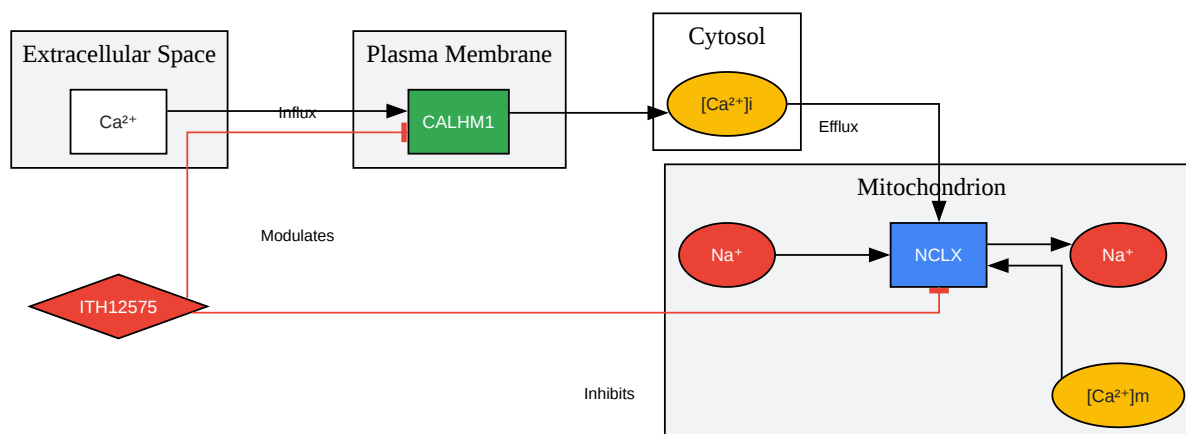 Extracellular Space
Plasma Membrane
Cytosol
Ca²⁺
Influx
CALHM1
[Ca²⁺]i
Efflux
Mitochondrion
Modulates
Na⁺
NCLX
Na⁺
ITH12575
Inhibits
[Ca²⁺]m